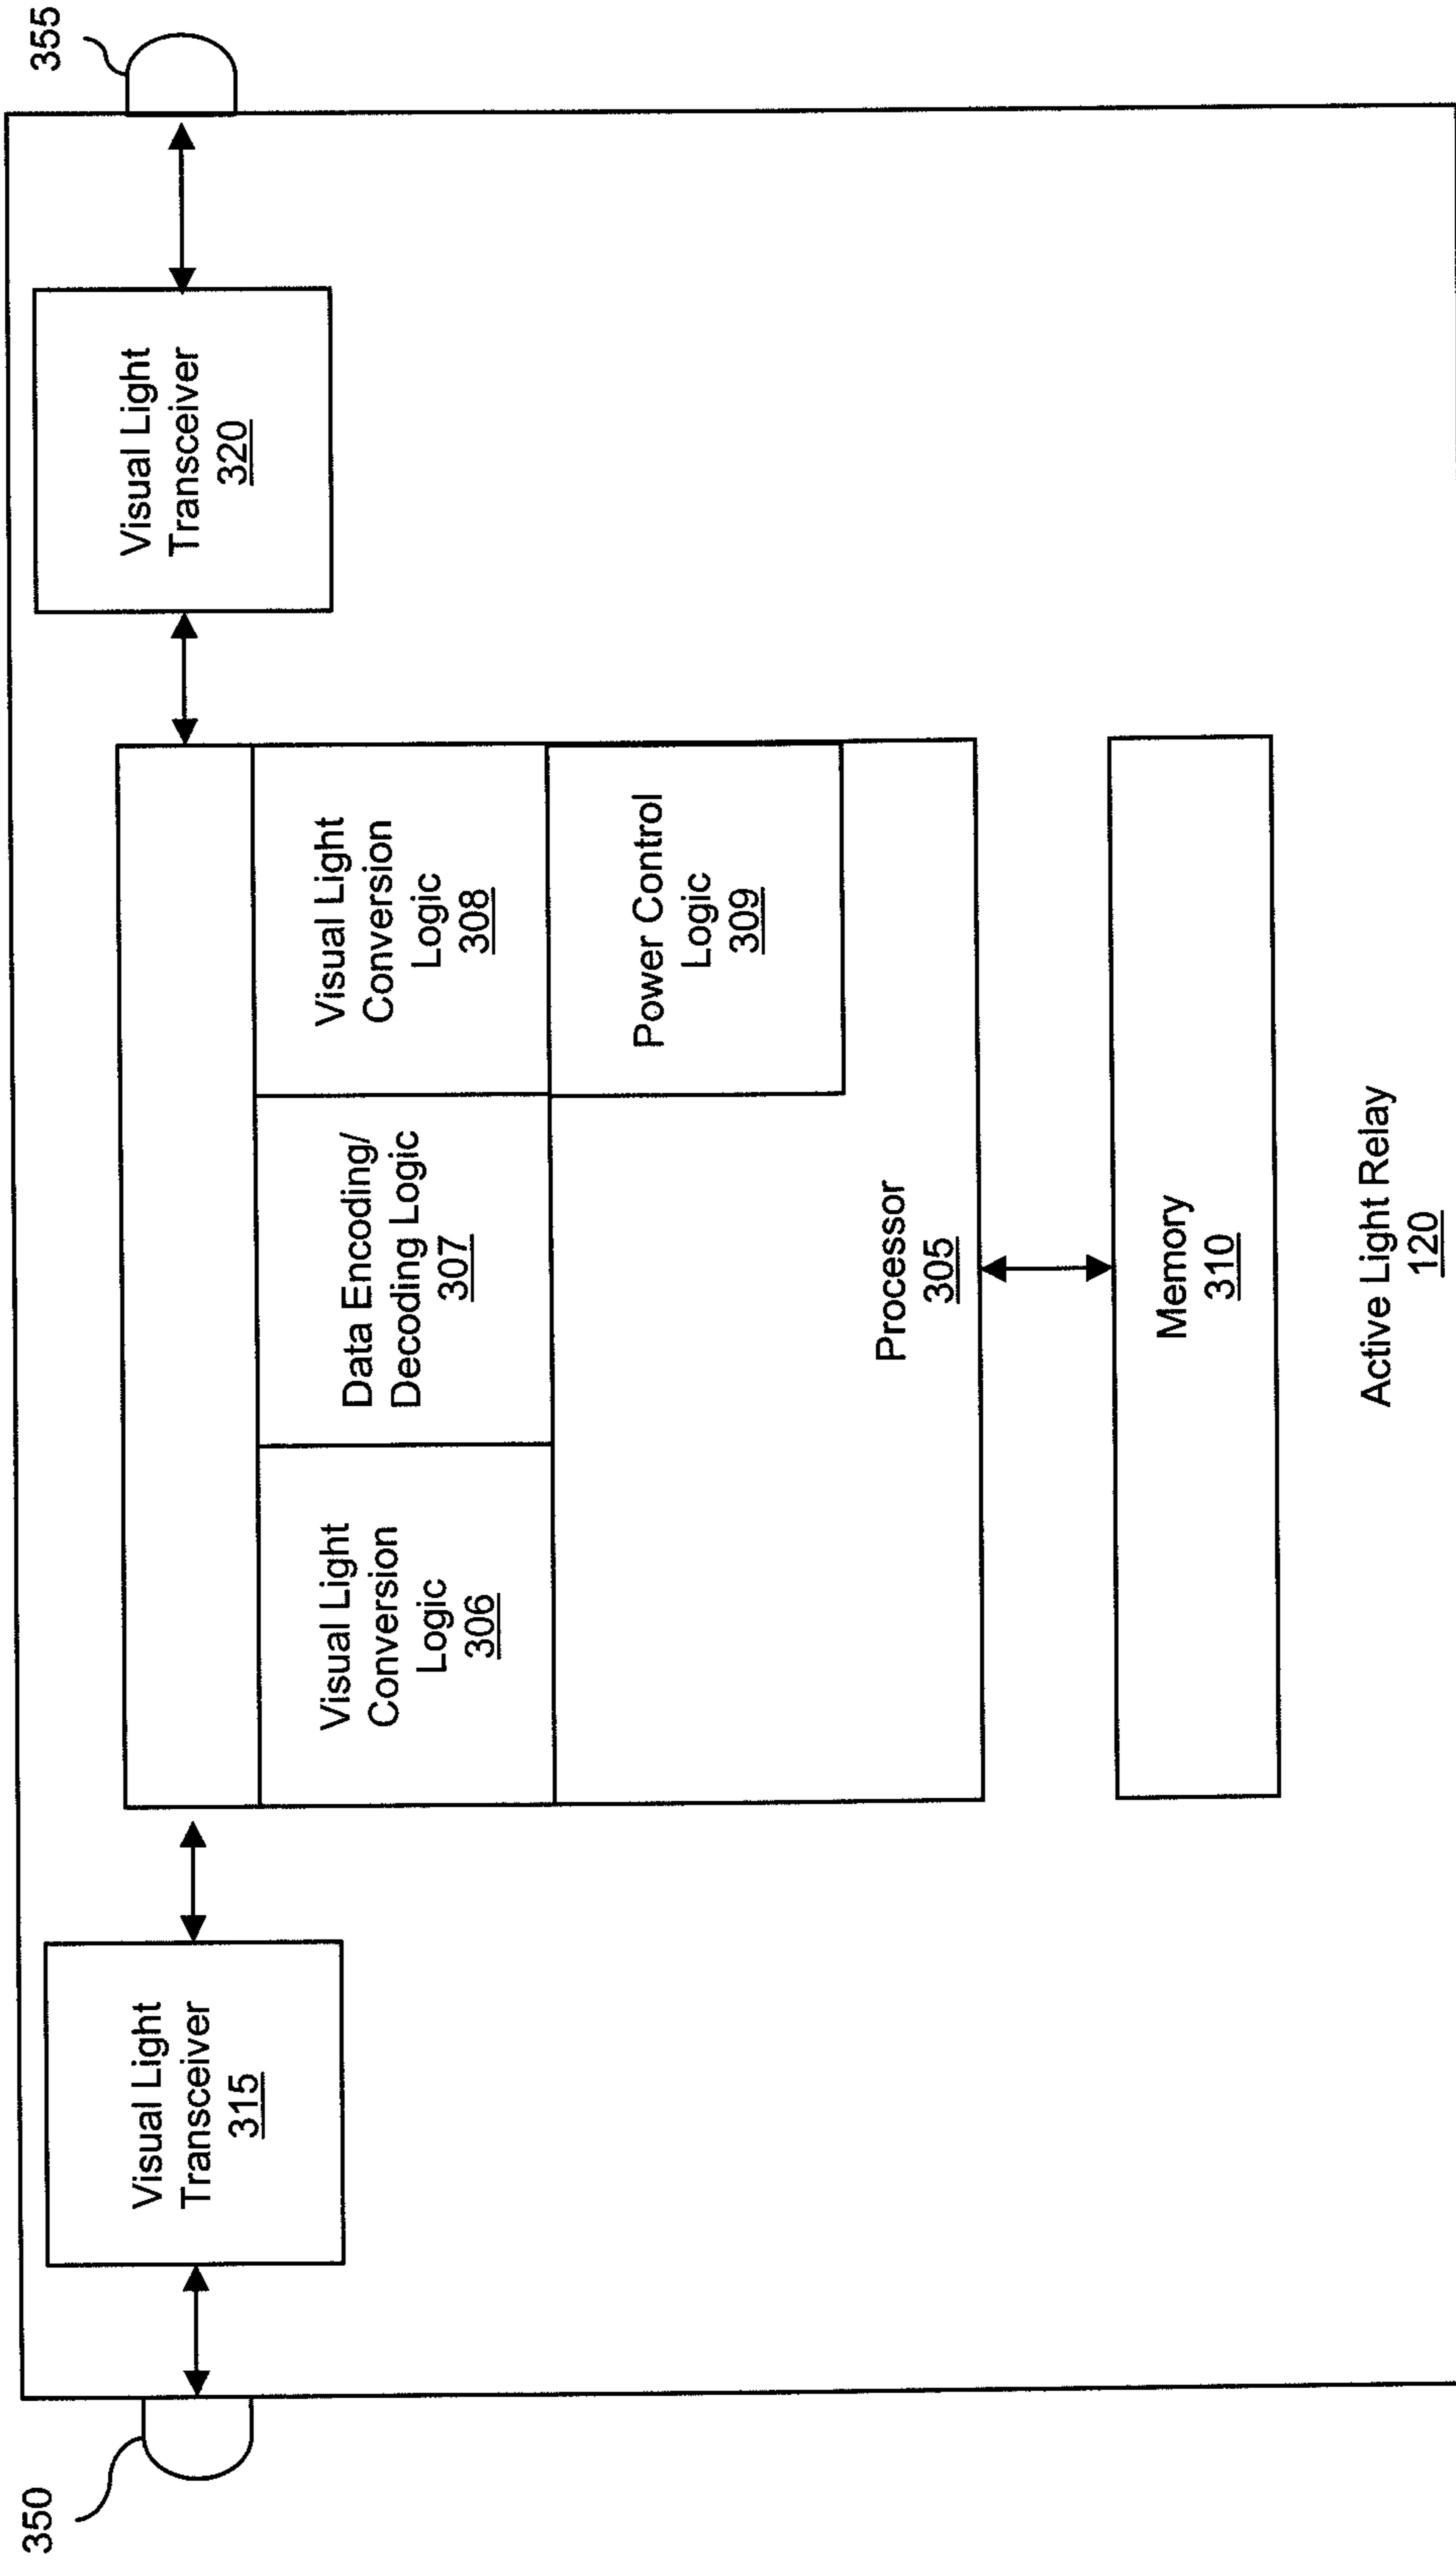 350
355
Visual Light
Transceiver
315
Visual Light
Transceiver
320
Visual Light
Conversion
Logic
306
Data Encoding/
Decoding Logic
307
Visual Light
Conversion
Logic
308
Power Control
Logic
309
Processor
305
Memory
310
Active Light Relay
120